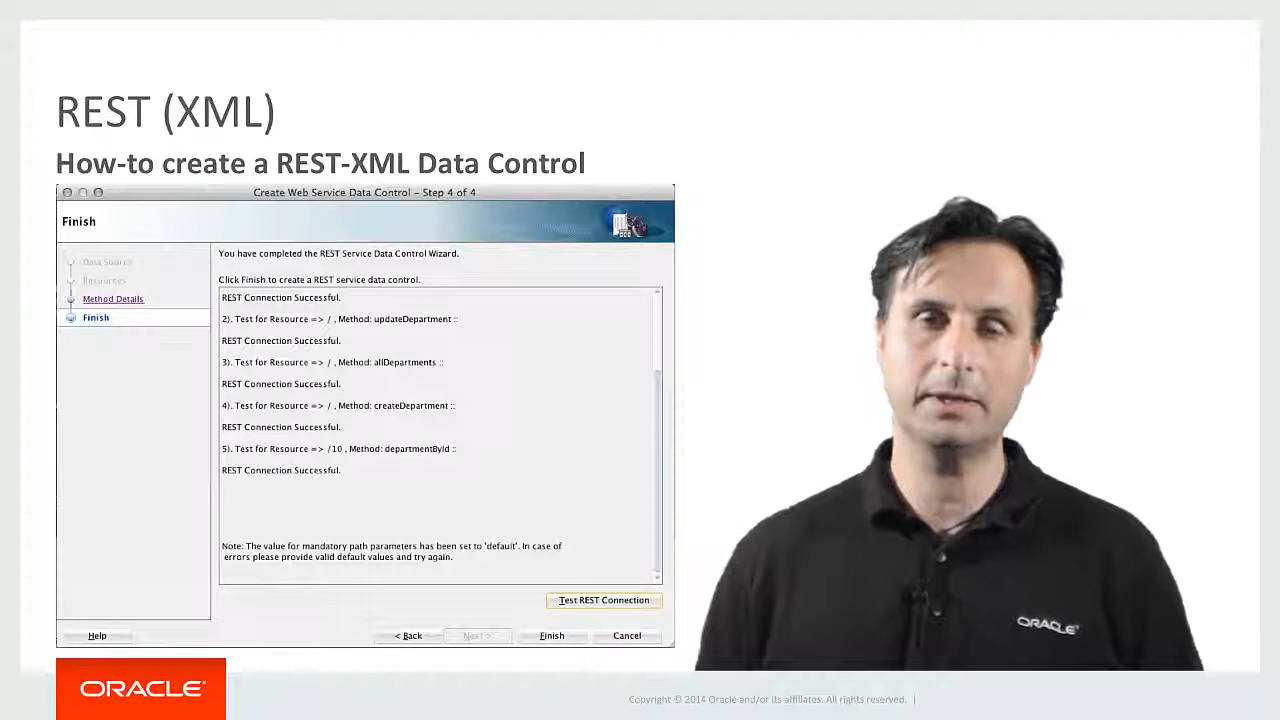 REST (XML)
How-to create a REST-XML Data Control
Create Web Service Data Control – Step 4 of 4
Finish
Data Source
Resources
Method Details
Finish
You have completed the REST Service Data Control Wizard.
Click Finish to create a REST service data control.
REST Connection Successful.
2). Test for Resource => / , Method: updateDepartment ::
REST Connection Successful.
3). Test for Resource => / , Method: allDepartments ::
REST Connection Successful.
4). Test for Resource => / , Method: createDepartment ::
REST Connection Successful.
5). Test for Resource => /10 , Method: departmentById ::
REST Connection Successful.
Note: The value for mandatory path parameters has been set to 'default'. In case of
errors please provide valid default values and try again.
Test REST Connection
Help
< Back
Next >
Finish
Cancel
ORACLE®
ORACLE®
Copyright © 2014 Oracle and/or its affiliates. All rights reserved. |